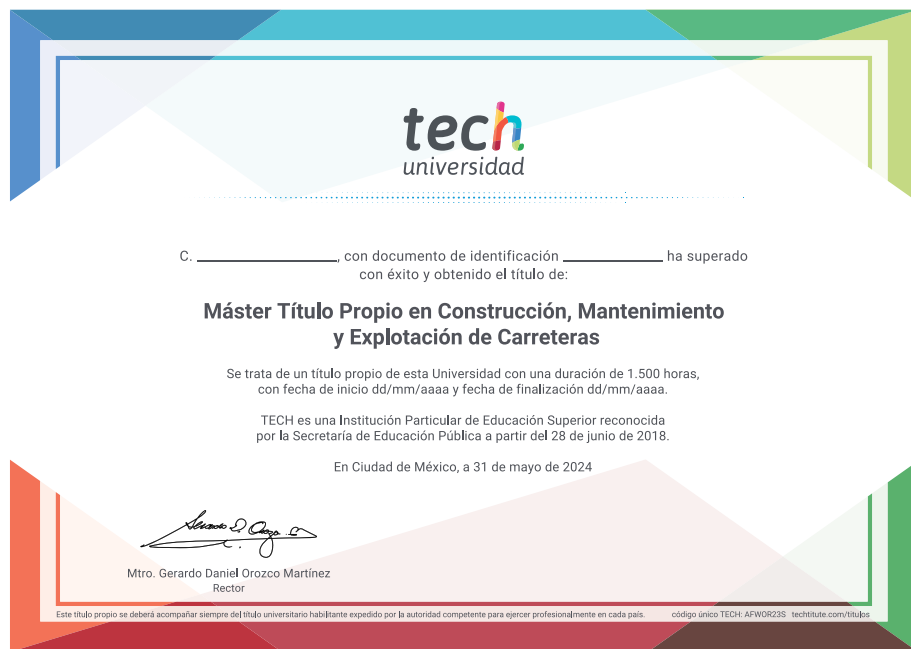 tech
universidad
C. ____________________, con documento de identificación ______________ ha superado
con éxito y obtenido el título de:
Máster Título Propio en Construcción, Mantenimiento
y Explotación de Carreteras
Se trata de un título propio de esta Universidad con una duración de 1.500 horas,
con fecha de inicio dd/mm/aaaa y fecha de finalización dd/mm/aaaa.
TECH es una Institución Particular de Educación Superior reconocida
por la Secretaría de Educación Pública a partir del 28 de junio de 2018.
En Ciudad de México, a 31 de mayo de 2024
Mtro. Gerardo Daniel Orozco Martínez
Rector
Este título propio se deberá acompañar siempre del título universitario habilitante expedido por la autoridad competente para ejercer profesionalmente en cada país. código único TECH: AFWOR23S techtitute.com/titulos